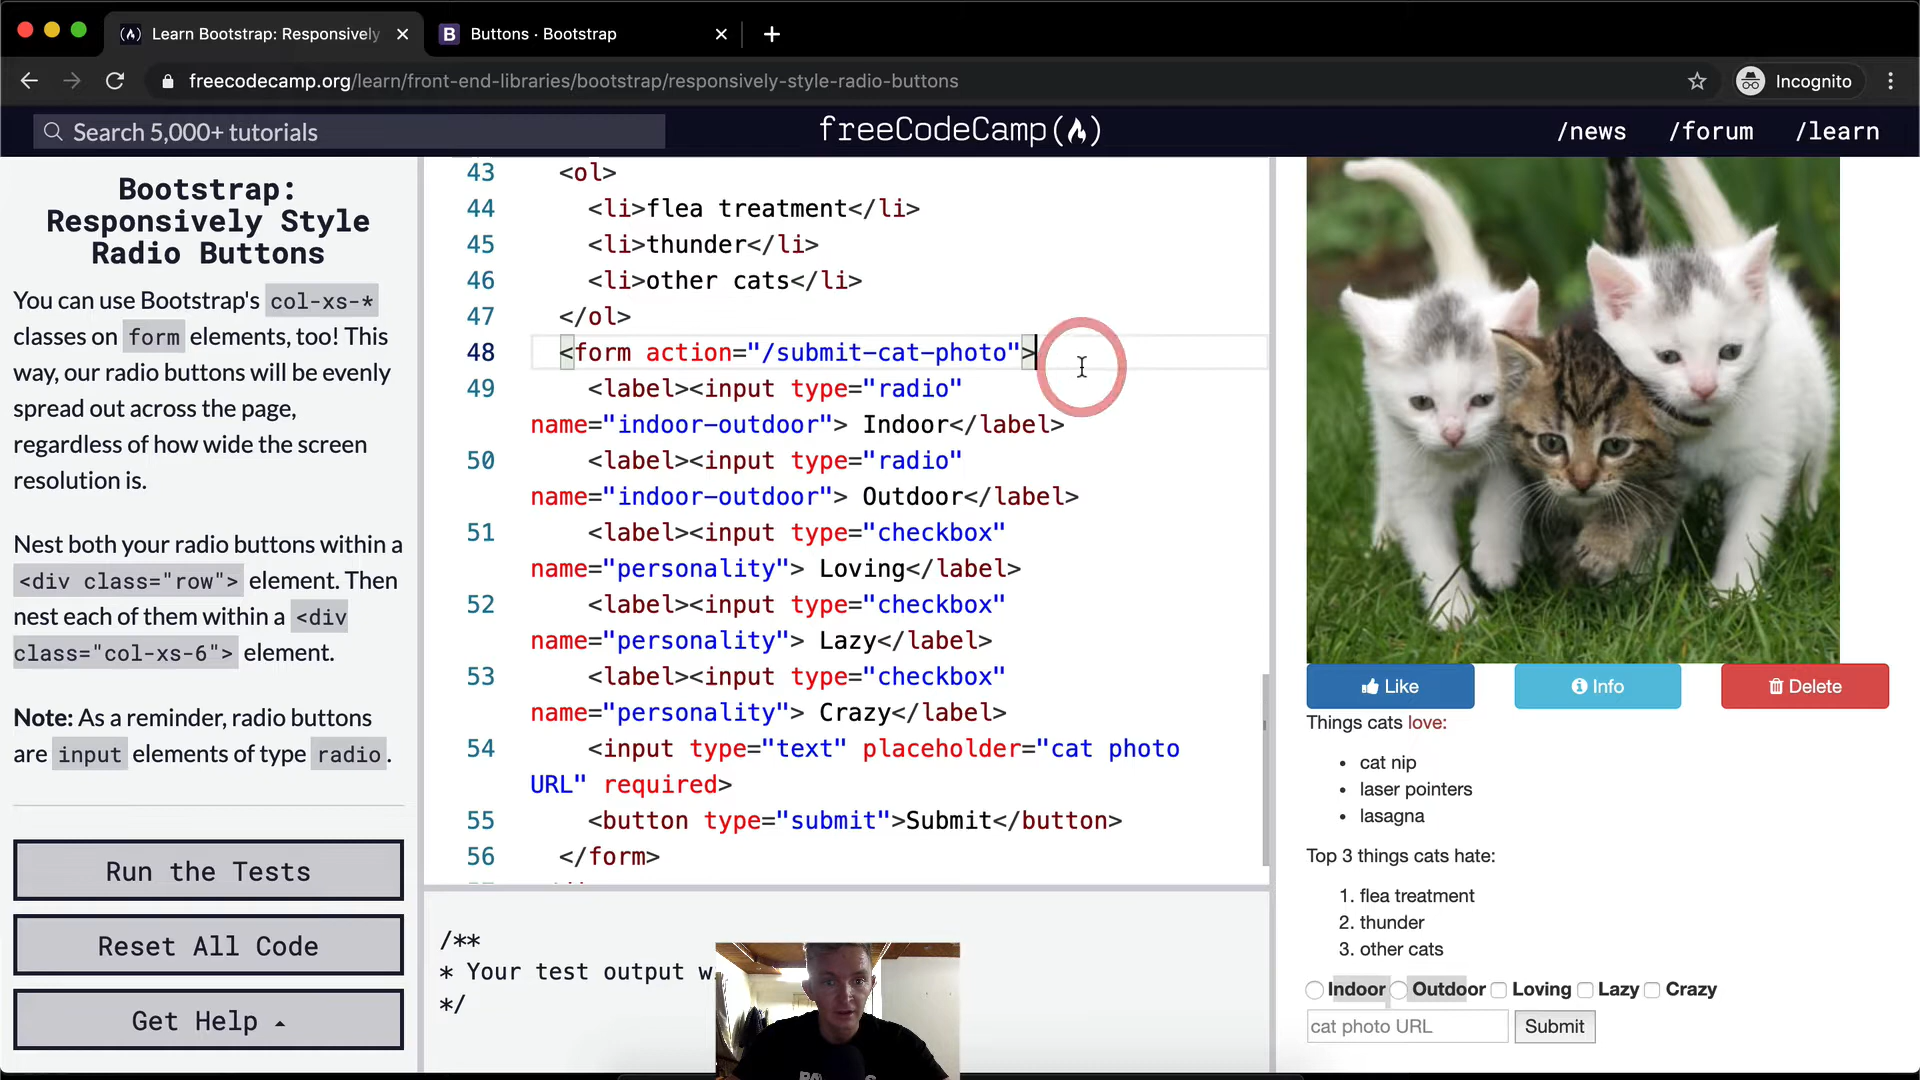 Learn Bootstrap: Responsively
Buttons · Bootstrap
freecodecamp.org/learn/front-end-libraries/bootstrap/responsively-style-radio-buttons
Incognito
Search 5,000+ tutorials
freeCodeCamp
/news
/forum
/learn
Bootstrap:
Responsively Style
Radio Buttons
You can use Bootstrap's col-xs-*
classes on form elements, too! This
way, our radio buttons will be evenly
spread out across the page,
regardless of how wide the screen
resolution is.
Nest both your radio buttons within a
<div class="row"> element. Then
nest each of them within a <div
class="col-xs-6"> element.
Note: As a reminder, radio buttons
are input elements of type radio.
Run the Tests
Reset All Code
Get Help
43 <ol>
44 <li>flea treatment</li>
45 <li>thunder</li>
46 <li>other cats</li>
47 </ol>
48 <form action="/submit-cat-photo">
49 <label><input type="radio"
name="indoor-outdoor"> Indoor</label>
50 <label><input type="radio"
name="indoor-outdoor"> Outdoor</label>
51 <label><input type="checkbox"
name="personality"> Loving</label>
52 <label><input type="checkbox"
name="personality"> Lazy</label>
53 <label><input type="checkbox"
name="personality"> Crazy</label>
54 <input type="text" placeholder="cat photo
URL" required>
55 <button type="submit">Submit</button>
56 </form>
/**
* Your test output
*/
Like
Info
Delete
Things cats love:
• cat nip
• laser pointers
• lasagna
Top 3 things cats hate:
1. flea treatment
2. thunder
3. other cats
Indoor Outdoor Loving Lazy Crazy
cat photo URL
Submit